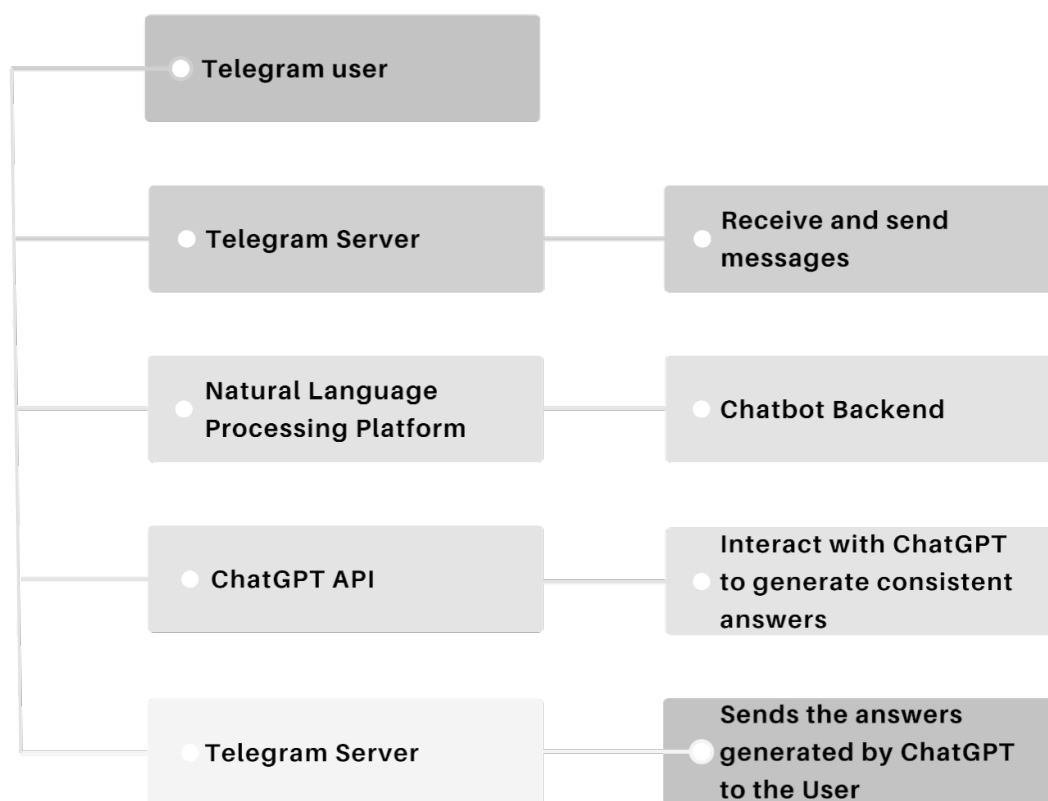 Telegram user
Telegram Server
Receive and send
messages
Natural Language
Processing Platform
Chatbot Backend
ChatGPT API
Interact with ChatGPT
to generate consistent
answers
Telegram Server
Sends the answers
generated by ChatGPT
to the User